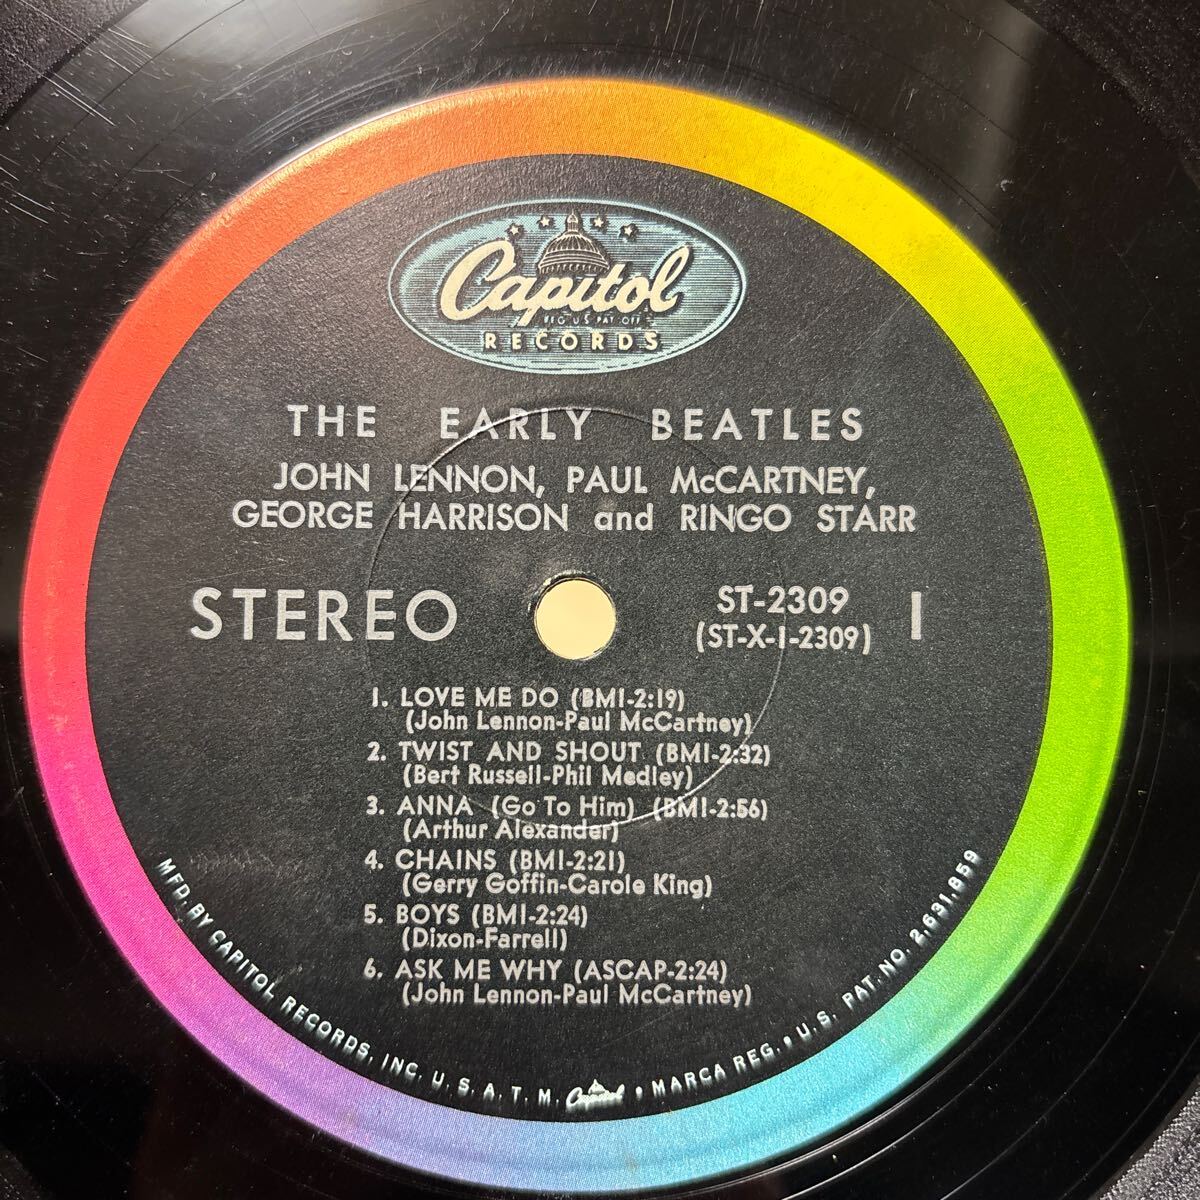 Capitol
REG. U.S. PAT. OFF.
RECORDS
THE EARLY BEATLES
JOHN LENNON, PAUL McCARTNEY,
GEORGE HARRISON and RINGO STARR
STEREO
ST-2309
(ST-X-1-2309)
1
1. LOVE ME DO (BMI-2:19)
(John Lennon-Paul McCartney)
2. TWIST AND SHOUT (BMI-2:32)
(Bert Russell-Phil Medley)
3. ANNA (Go To Him) (BMI-2:56)
(Arthur Alexander)
4. CHAINS (BMI-2:21)
(Gerry Goffin-Carole King)
5. BOYS (BMI-2:24)
(Dixon-Farrell)
6. ASK ME WHY (ASCAP-2:24)
(John Lennon-Paul McCartney)
MFD. BY CAPITOL RECORDS, INC. U. S. A. T. M. Capitol • MARCA REG. • U. S. PAT. NO. 2,631,859